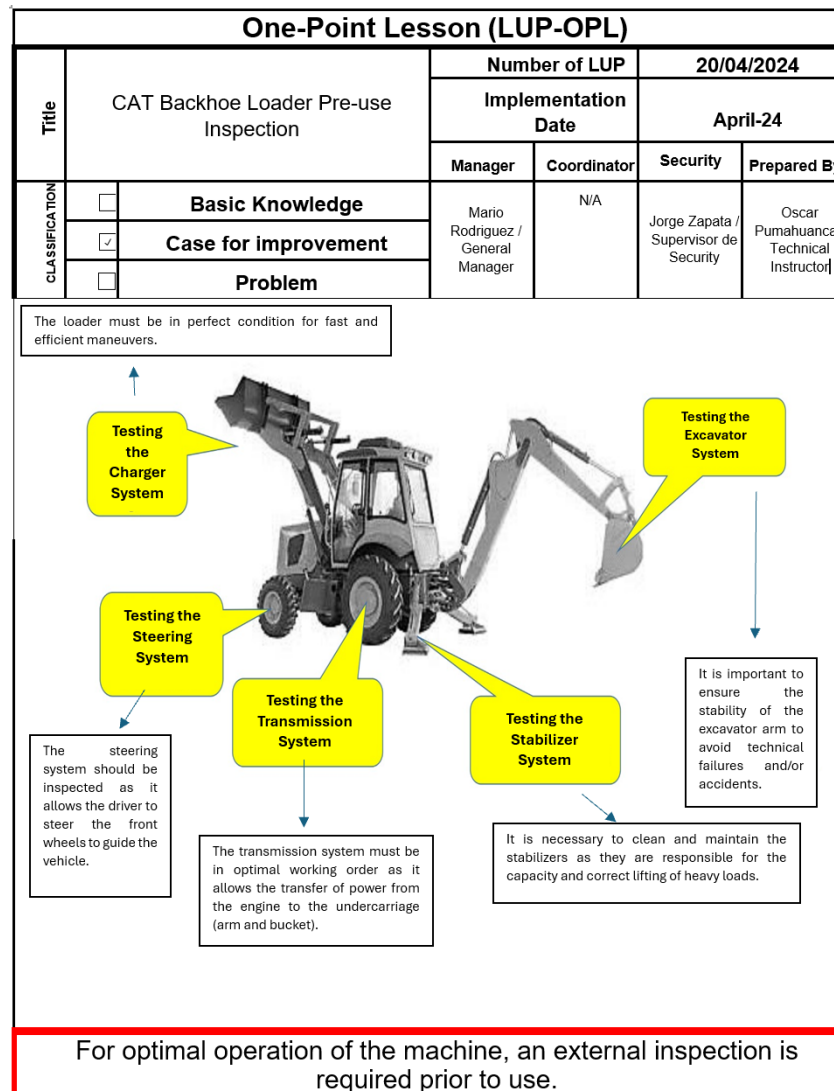 One-Point Lesson (LUP-OPL)
Title
CAT Backhoe Loader Pre-use
Inspection
Number of LUP
20/04/2024
Implementation
Date
April-24
Manager
Coordinator
Security
Prepared By
CLASSIFICATION
Basic Knowledge
Case for improvement
Problem
Mario
Rodriguez /
General
Manager
N/A
Jorge Zapata /
Supervisor de
Security
Oscar
Pumahuanca
Technical
Instructor
The loader must be in perfect condition for fast and
efficient maneuvers.
Testing
the
Charger
System
Testing the
Excavator
System
Testing the
Steering
System
Testing the
Transmission
System
Testing the
Stabilizer
System
It is important to
ensure the
stability of the
excavator arm to
avoid technical
failures and/or
accidents.
The steering
system should be
inspected as it
allows the driver to
steer the front
wheels to guide the
vehicle.
The transmission system must be
in optimal working order as it
allows the transfer of power from
the engine to the undercarriage
(arm and bucket).
It is necessary to clean and maintain the
stabilizers as they are responsible for the
capacity and correct lifting of heavy loads.
For optimal operation of the machine, an external inspection is
required prior to use.